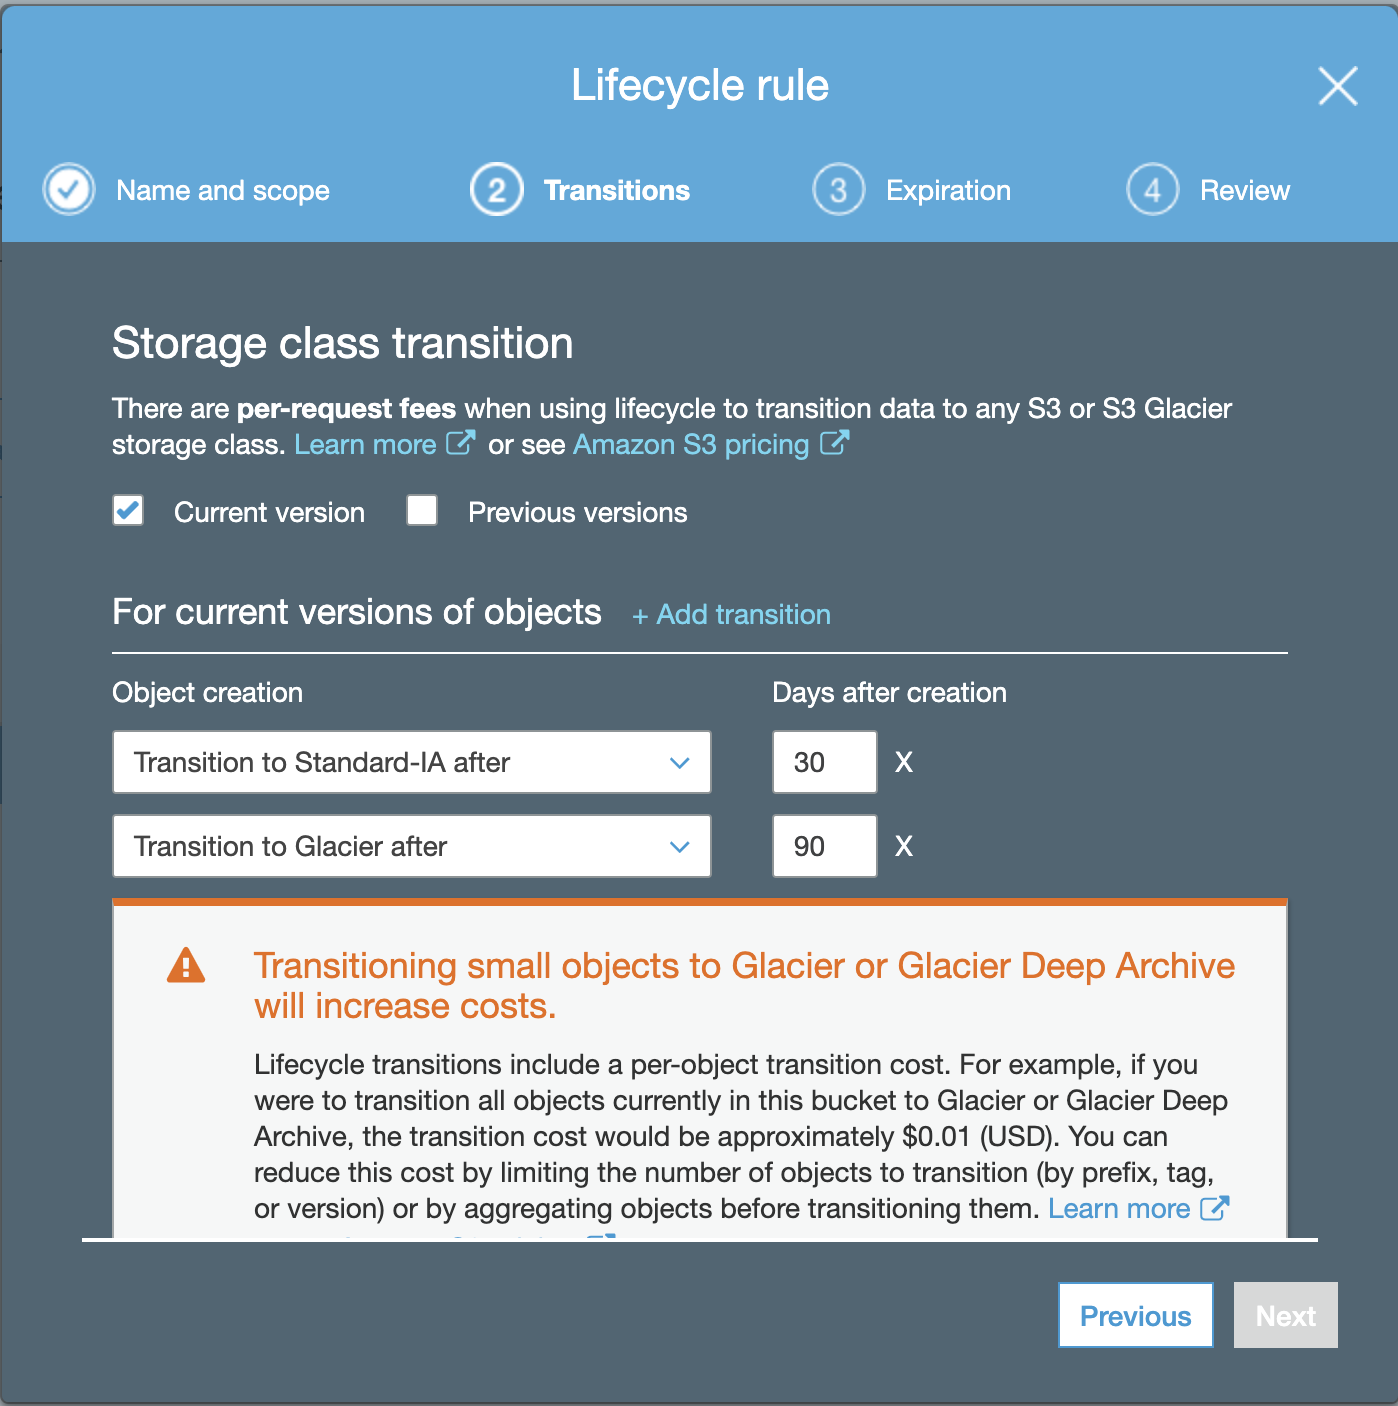 Lifecycle rule
Name and scope
2 Transitions
3 Expiration
4 Review
Storage class transition
There are per-request fees when using lifecycle to transition data to any S3 or S3 Glacier
storage class. Learn more or see Amazon S3 pricing
Current version Previous versions
For current versions of objects + Add transition
Object creation Days after creation
Transition to Standard-IA after 30 X
Transition to Glacier after 90 X
Transitioning small objects to Glacier or Glacier Deep Archive
will increase costs.
Lifecycle transitions include a per-object transition cost. For example, if you
were to transition all objects currently in this bucket to Glacier or Glacier Deep
Archive, the transition cost would be approximately $0.01 (USD). You can
reduce this cost by limiting the number of objects to transition (by prefix, tag,
or version) or by aggregating objects before transitioning them. Learn more
Previous Next